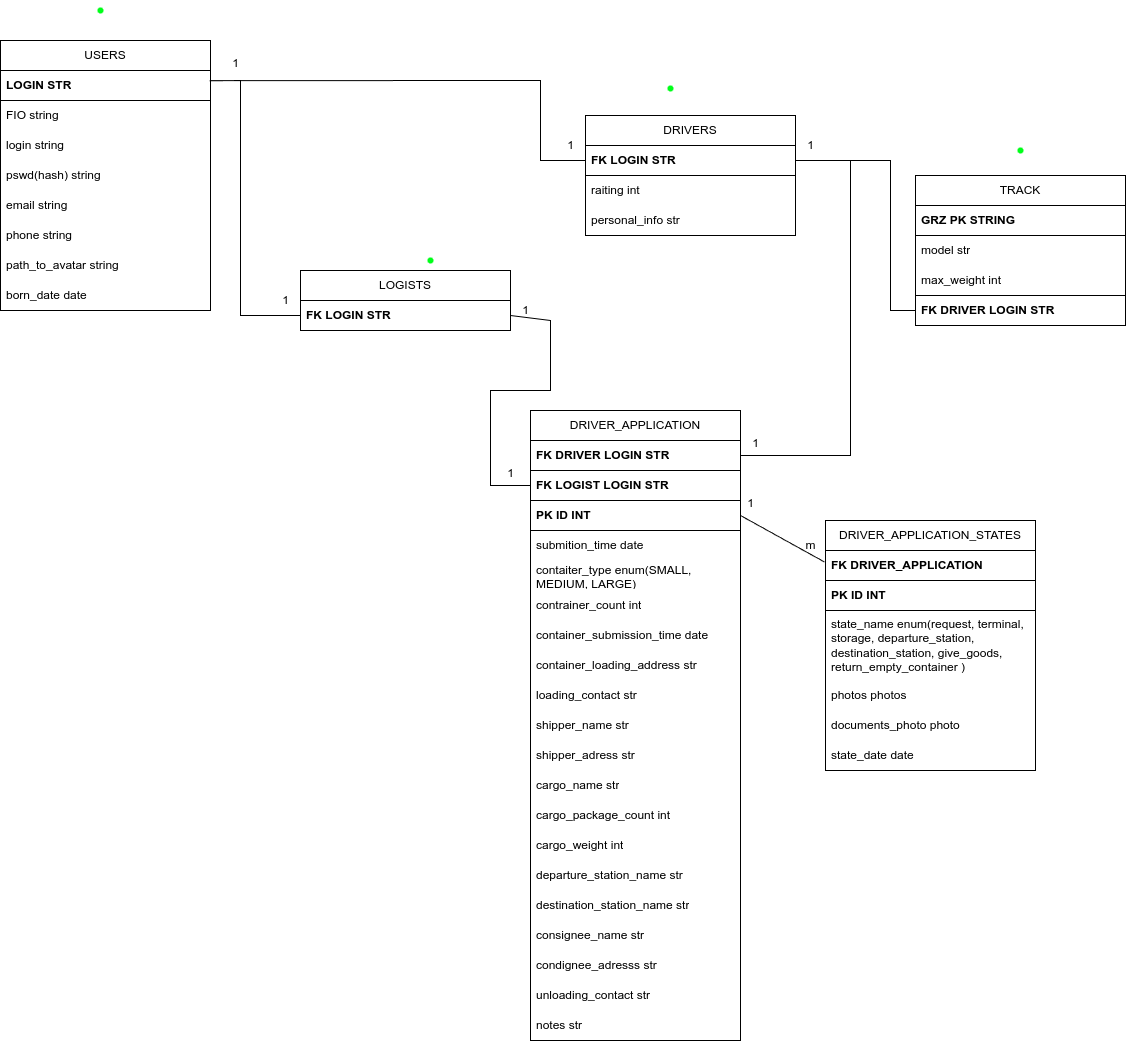 USERS
LOGIN STR
FIO string
login string
pswd(hash) string
email string
phone string
path_to_avatar string
born_date date
1
1
DRIVERS
FK LOGIN STR
raiting int
personal_info str
1
TRACK
GRZ PK STRING
model str
max_weight int
FK DRIVER LOGIN STR
1
LOGISTS
FK LOGIN STR
1
1
DRIVER_APPLICATION
FK DRIVER LOGIN STR
FK LOGIST LOGIN STR
PK ID INT
submition_time date
contaiter_type enum(SMALL,
MEDIUM, LARGE)
contrainer_count int
container_submission_time date
container_loading_address str
loading_contact str
shipper_name str
shipper_adress str
cargo_name str
cargo_package_count int
cargo_weight int
departure_station_name str
destination_station_name str
consignee_name str
condignee_adresss str
unloading_contact str
notes str
1
1
m
DRIVER_APPLICATION_STATES
FK DRIVER_APPLICATION
PK ID INT
state_name enum(request, terminal,
storage, departure_station,
destination_station, give_goods,
return_empty_container )
photos photos
documents_photo photo
state_date date